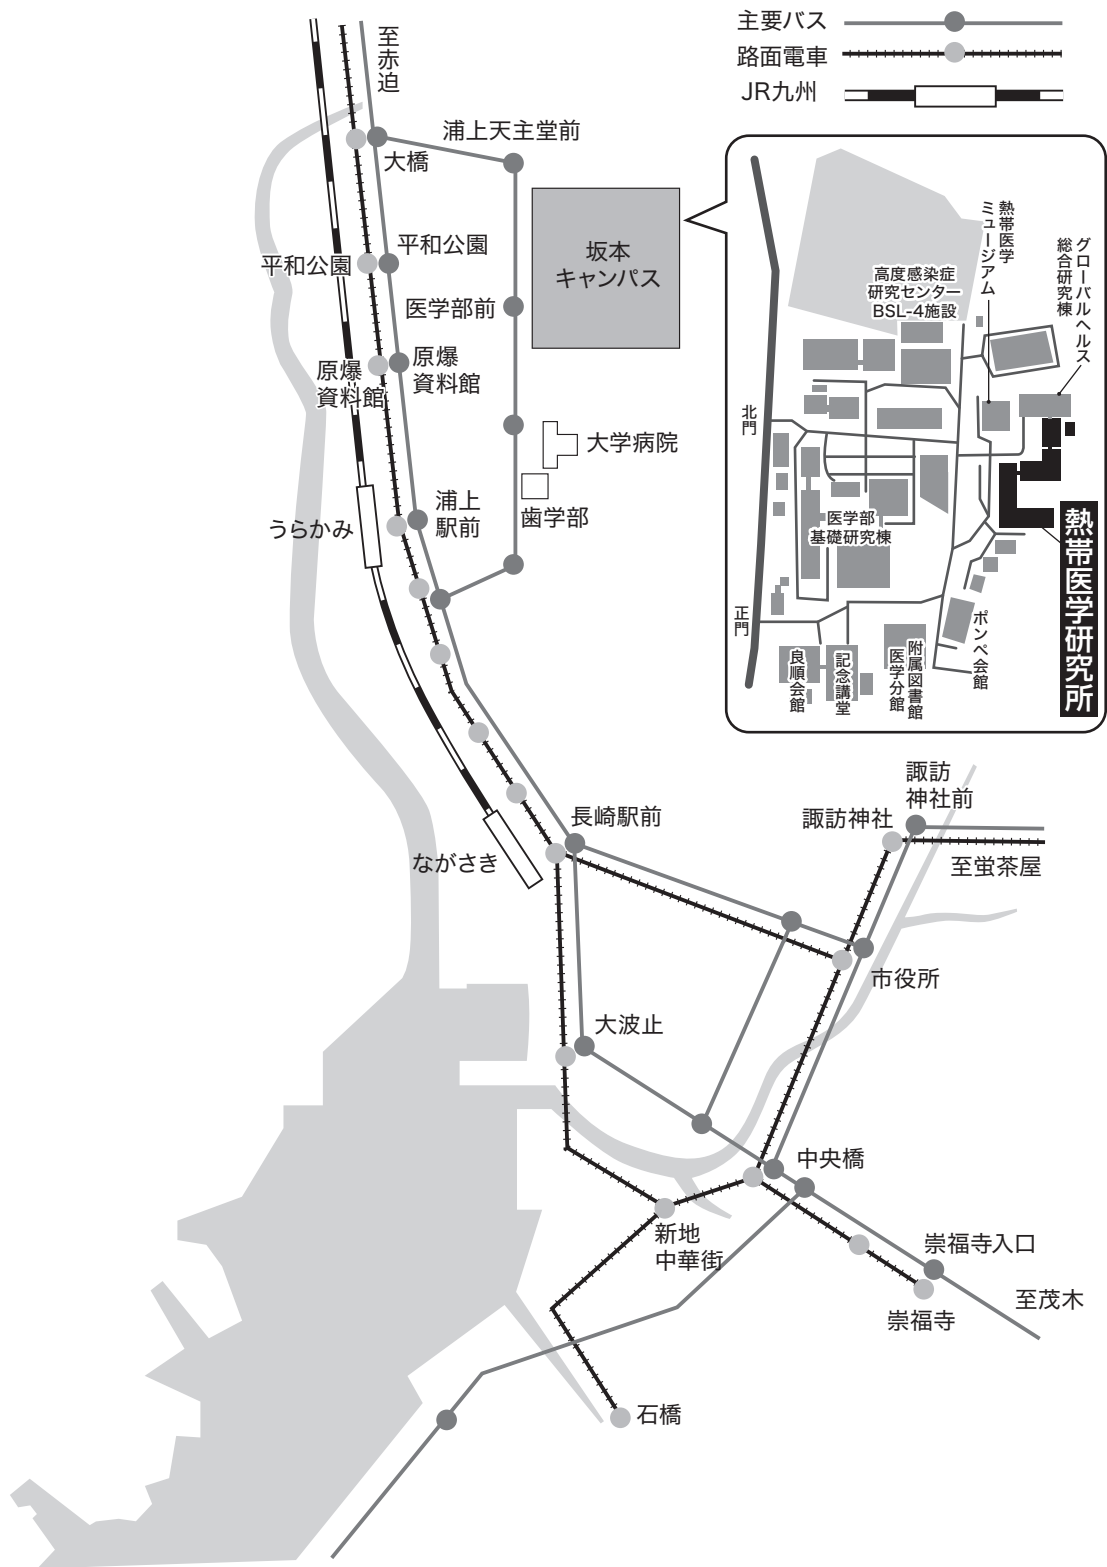 主要バス
路面電車
JR九州
至赤迫
浦上天主堂前
大橋
坂本
キャンパス
平和公園
平和公園
医学部前
原爆
資料館
原爆
資料館
大学病院
歯学部
浦上
駅前
うらかみ
熱帯医学
ミュージアム
グローバルヘルス
総合研究棟
高度感染症
研究センター
BSL-4施設
北門
医学部
基礎研究棟
熱帯医学研究所
正門
良順会館
記念講堂
附属図書館
医学分館
ポンペ会館
長崎駅前
ながさき
諏訪
神社前
諏訪神社
至蛍茶屋
市役所
大波止
中央橋
新地
中華街
崇福寺入口
至茂木
崇福寺
石橋